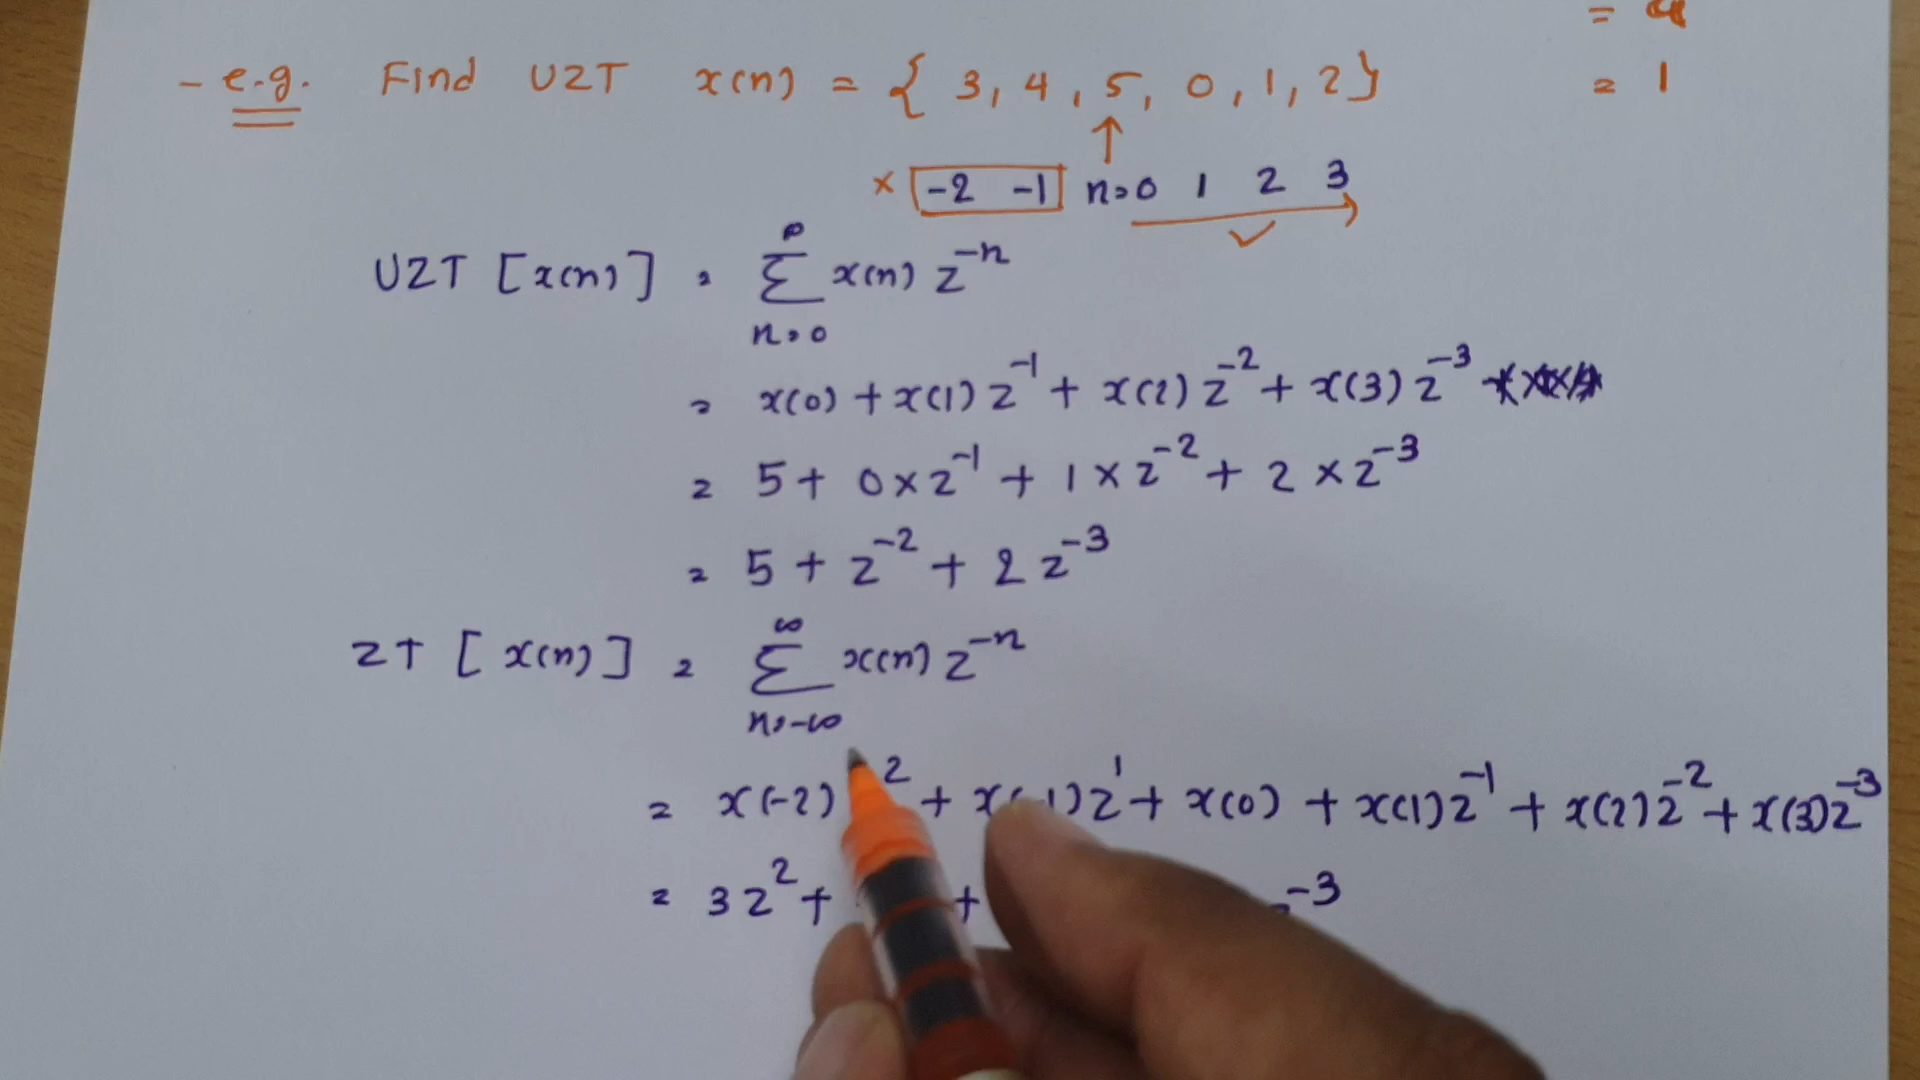 = 4
- e.g. Find UZT x(n) = { 3, 4, 5, 0, 1, 2}
= 1
↑
× -2 -1 n=0 1 2 3
✓
UZT [x(n)] = ∑_{n=0}^{∞} x(n) z^{-n}
= x(0) + x(1) z^{-1} + x(2) z^{-2} + x(3) z^{-3}
= 5 + 0 × z^{-1} + 1 × z^{-2} + 2 × z^{-3}
= 5 + z^{-2} + 2 z^{-3}
ZT [x(n)] = ∑_{n=-∞}^{∞} x(n) z^{-n}
= x(-2) ^2 + x(-1) z^1 + x(0) + x(1) z^{-1} + x(2) z^{-2} + x(3) z^{-3}
= 3z^2 + + ^{-3}